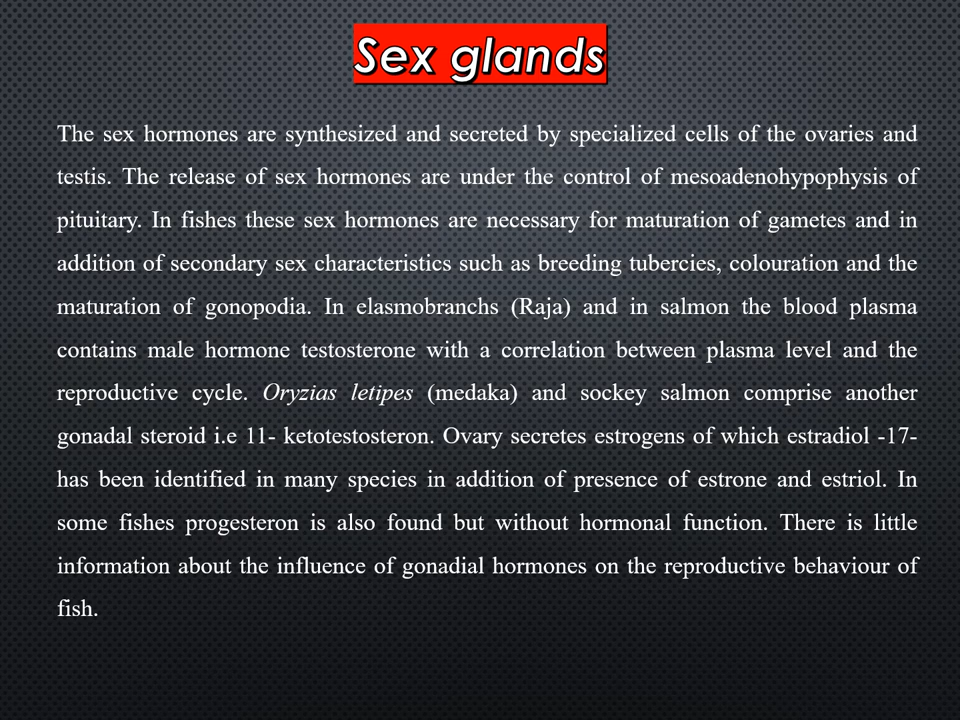 Sex glands
The sex hormones are synthesized and secreted by specialized cells of the ovaries and
testis. The release of sex hormones are under the control of mesoadenohypophysis of
pituitary. In fishes these sex hormones are necessary for maturation of gametes and in
addition of secondary sex characteristics such as breeding tubercies, colouration and the
maturation of gonopodia. In elasmobranchs (Raja) and in salmon the blood plasma
contains male hormone testosterone with a correlation between plasma level and the
reproductive cycle. Oryzias letipes (medaka) and sockey salmon comprise another
gonadal steroid i.e 11- ketotestosteron. Ovary secretes estrogens of which estradiol -17-
has been identified in many species in addition of presence of estrone and estriol. In
some fishes progesteron is also found but without hormonal function. There is little
information about the influence of gonadial hormones on the reproductive behaviour of
fish.